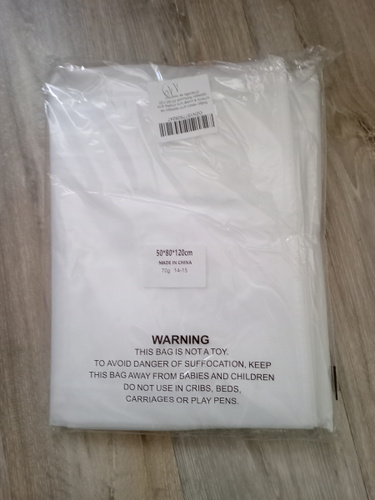 50*80*120cm
MADE IN CHINA
70g 14-15
WARNING
THIS BAG IS NOT A TOY.
TO AVOID DANGER OF SUFFOCATION, KEEP
THIS BAG AWAY FROM BABIES AND CHILDREN
DO NOT USE IN CRIBS, BEDS,
CARRIAGES OR PLAY PENS.